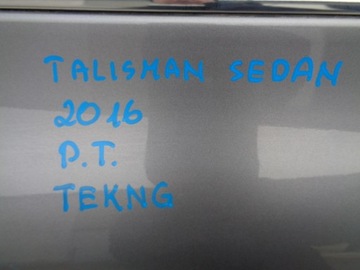 TALISMAN SEDAN
2016
P.T.
TEKNG